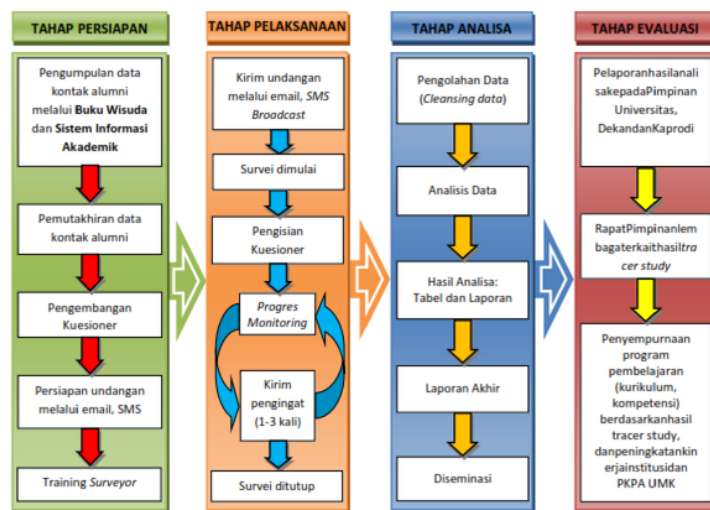 TAHAP PERSIAPAN
Pengumpulan data
kontak alumni
melalui Buku Wisuda
dan Sistem Informasi
Akademik
Pemutakhiran data
kontak alumni
Pengembangan
Kuesioner
Persiapan undangan
melalui email, SMS
Training Surveyor
TAHAP PELAKSANAAN
Kirim undangan
melalui email, SMS
Broadcast
Survei dimulai
Pengisian
Kuesioner
Progres
Monitoring
Kirim
pengingat
(1-3 kali)
Survei ditutup
TAHAP ANALISA
Pengolahan Data
(Cleansing data)
Analisis Data
Hasil Analisa:
Tabel dan Laporan
Laporan Akhir
Diseminasi
TAHAP EVALUASI
Pelaporanhasilanali
sakepadaPimpinan
Universitas,
DekandanKaprodi
RapatPimpinanlem
bagaterkaithasiltra
cer study
Penyempurnaan
program
pembelajaran
(kurikulum,
kompetensi)
berdasarkanhasil
tracer study,
danpeningkatankin
erjainstitusidan
PKPA UMK